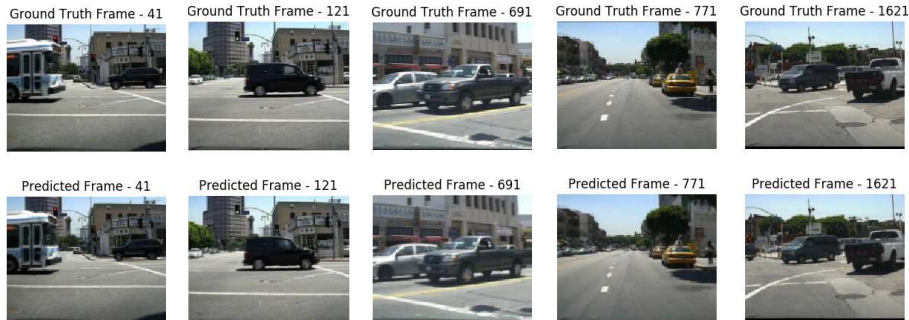 Ground Truth Frame - 41
Ground Truth Frame - 121
Ground Truth Frame - 691
Ground Truth Frame - 771
Ground Truth Frame - 1621
Predicted Frame - 41
Predicted Frame - 121
Predicted Frame - 691
Predicted Frame - 771
Predicted Frame - 1621